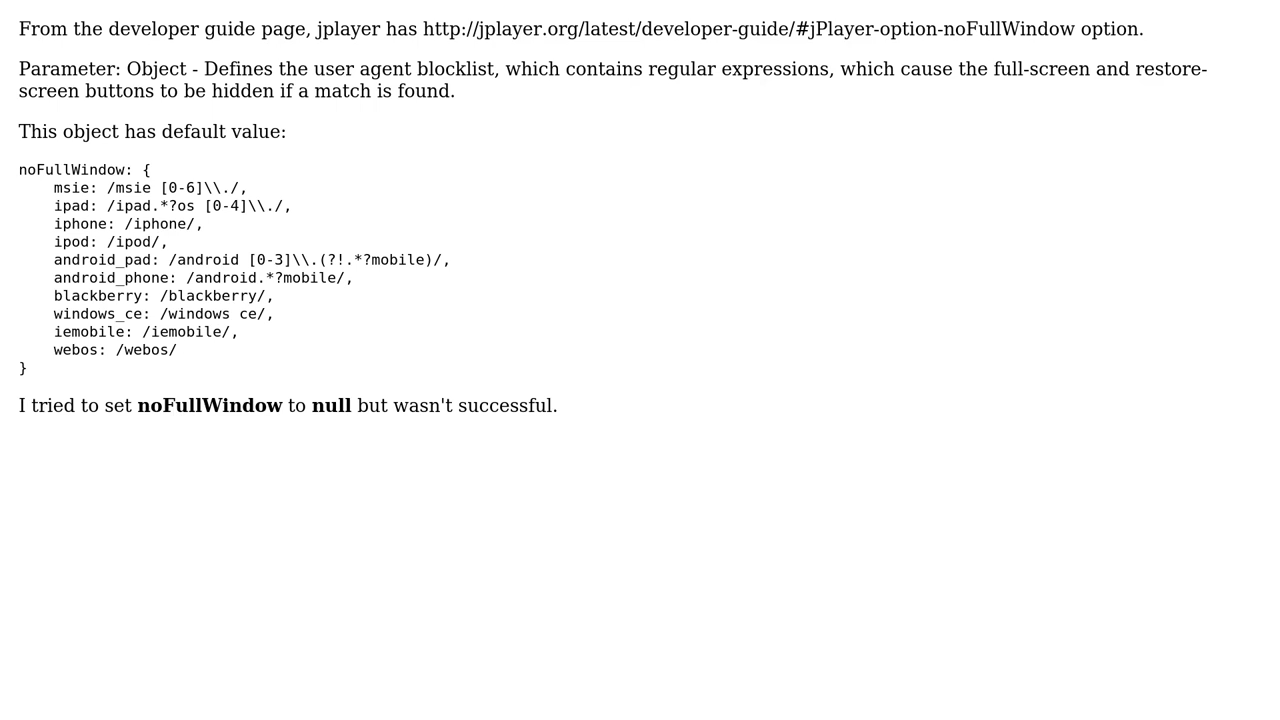 From the developer guide page, jplayer has http://jplayer.org/latest/developer-guide/#jPlayer-option-noFullWindow option.
Parameter: Object - Defines the user agent blocklist, which contains regular expressions, which cause the full-screen and restore-
screen buttons to be hidden if a match is found.
This object has default value:
noFullWindow: {
    msie: /msie [0-6]\\./,
    ipad: /ipad.*?os [0-4]\\./,
    iphone: /iphone/,
    ipod: /ipod/,
    android_pad: /android [0-3]\\.(?!.*?mobile)/,
    android_phone: /android.*?mobile/,
    blackberry: /blackberry/,
    windows_ce: /windows ce/,
    iemobile: /iemobile/,
    webos: /webos/
}
I tried to set noFullWindow to null but wasn't successful.